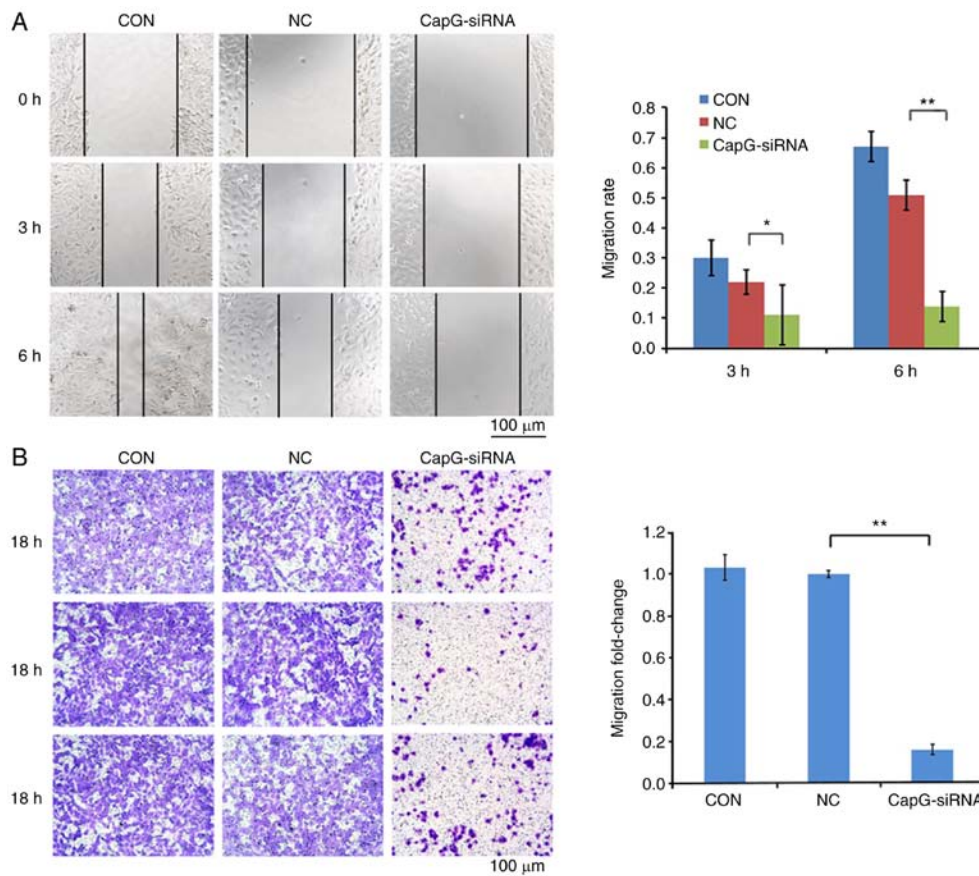 A
CON NC CapG-siRNA
0 h
3 h
6 h
100 μm
CON
NC
CapG-siRNA
**
*
Migration rate
0.8
0.7
0.6
0.5
0.4
0.3
0.2
0.1
0.0
3 h 6 h
B
CON NC CapG-siRNA
18 h
18 h
18 h
100 μm
**
Migration fold-change
1.2
1.0
0.8
0.6
0.4
0.2
0.0
CON NC CapG-siRNA